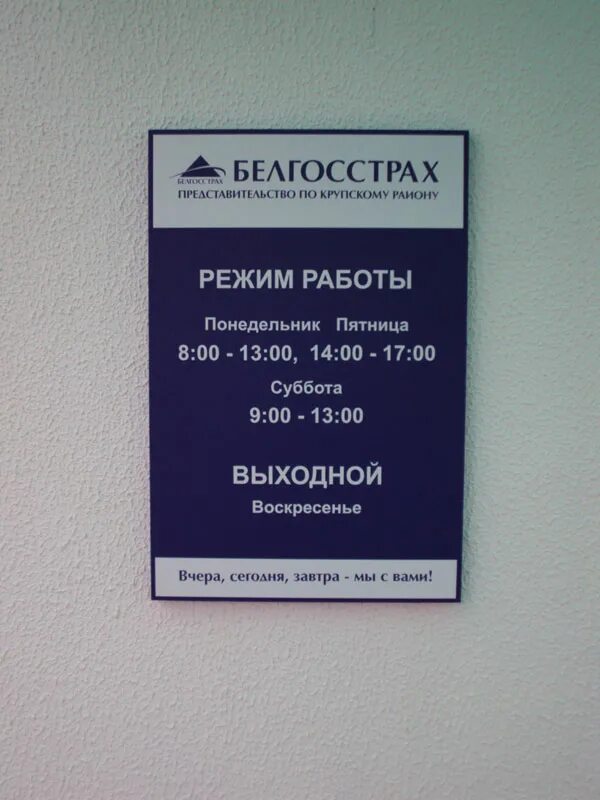 БЕЛГОССТРАХ
БЕЛГОССТРАХ
ПРЕДСТАВИТЕЛЬСТВО ПО КРУПСКОМУ РАЙОНУ
РЕЖИМ РАБОТЫ
Понедельник Пятница
8:00 - 13:00, 14:00 - 17:00
Суббота
9:00 - 13:00
ВЫХОДНОЙ
Воскресенье
Вчера, сегодня, завтра - мы с вами!